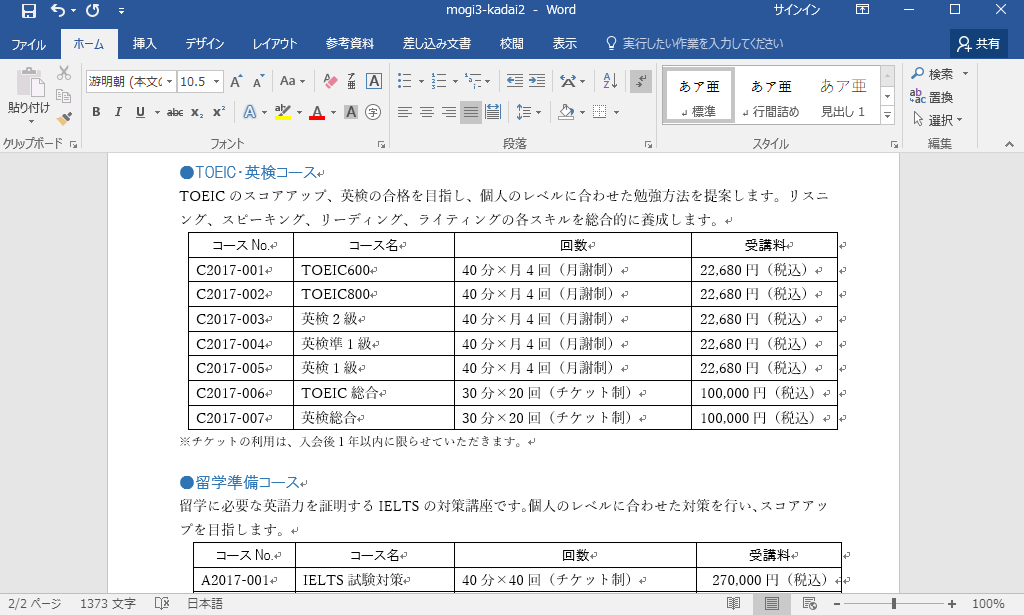 mogi3-kadai2 - Word サインイン
ファイル ホーム 挿入 デザイン レイアウト 参考資料 差し込み文書 校閲 表示 実行したい作業を入力してください 共有
游明朝 (本文の 10.5 Aa あア亜 あア亜 あア亜 検索
貼り付け 標準 行間詰め 見出し 1 置換
B I U abc x₂ x² A 選択
クリップボード フォント 段落 スタイル 編集
●TOEIC・英検コース
TOEIC のスコアアップ、英検の合格を目指し、個人のレベルに合わせた勉強方法を提案します。リスニ
ング、スピーキング、リーディング、ライティングの各スキルを総合的に養成します。
コース No. コース名 回数 受講料
C2017-001 TOEIC600 40 分×月 4 回（月謝制） 22,680 円（税込）
C2017-002 TOEIC800 40 分×月 4 回（月謝制） 22,680 円（税込）
C2017-003 英検 2 級 40 分×月 4 回（月謝制） 22,680 円（税込）
C2017-004 英検準 1 級 40 分×月 4 回（月謝制） 22,680 円（税込）
C2017-005 英検 1 級 40 分×月 4 回（月謝制） 22,680 円（税込）
C2017-006 TOEIC 総合 30 分×20 回（チケット制） 100,000 円（税込）
C2017-007 英検総合 30 分×20 回（チケット制） 100,000 円（税込）
※チケットの利用は、入会後 1 年以内に限らせていただきます。
●留学準備コース
留学に必要な英語力を証明する IELTS の対策講座です。個人のレベルに合わせた対策を行い、スコアアッ
プを目指します。
コース No. コース名 回数 受講料
A2017-001 IELTS 試験対策 40 分×40 回（チケット制） 270,000 円（税込）
2/2 ページ 1373 文字 日本語 100%